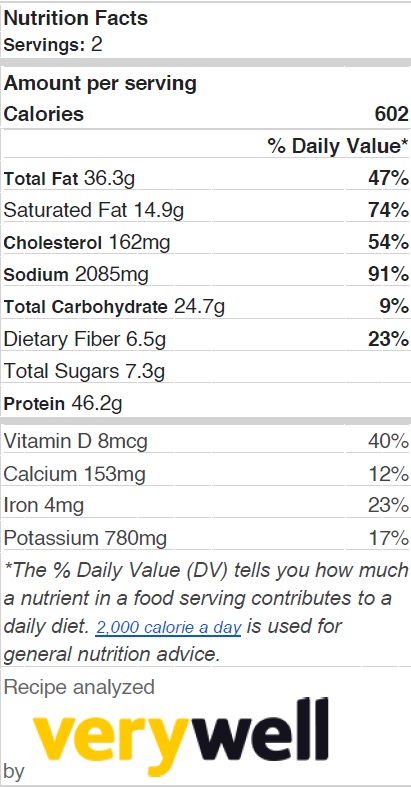 Nutrition Facts
Servings: 2
Amount per serving
Calories 602
% Daily Value*
Total Fat 36.3g 47%
Saturated Fat 14.9g 74%
Cholesterol 162mg 54%
Sodium 2085mg 91%
Total Carbohydrate 24.7g 9%
Dietary Fiber 6.5g 23%
Total Sugars 7.3g
Protein 46.2g
Vitamin D 8mcg 40%
Calcium 153mg 12%
Iron 4mg 23%
Potassium 780mg 17%
*The % Daily Value (DV) tells you how much
a nutrient in a food serving contributes to a
daily diet. 2,000 calorie a day is used for
general nutrition advice.
Recipe analyzed
by verywell